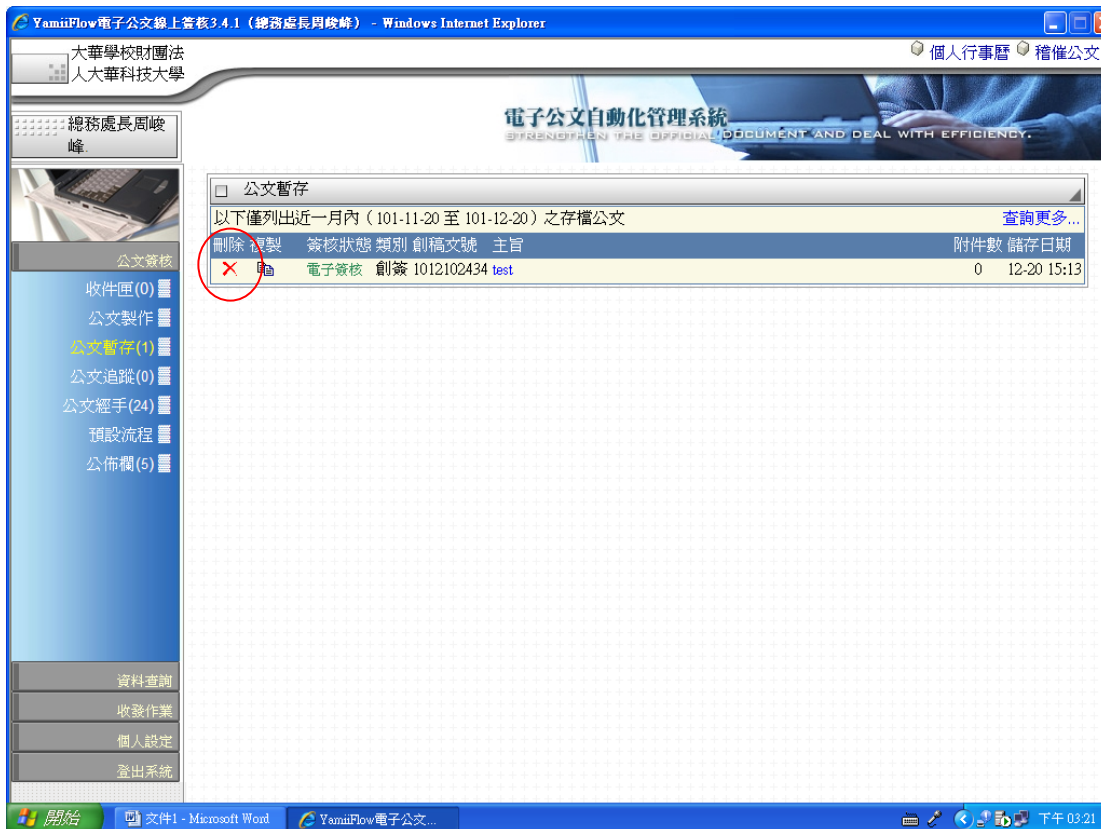 YamiiFlow電子公文線上簽核3.4.1（總務處長周峻峰） - Windows Internet Explorer
大華學校財團法
人大華科技大學
個人行事曆 稽催公文
電子公文自動化管理系統
STRENGTHEN THE OFFICIAL DOCUMENT AND DEAL WITH EFFICIENCY.
總務處長周峻
峰.
公文暫存
以下僅列出近一月內（101-11-20 至 101-12-20）之存檔公文 查詢更多...
刪除 複製 簽核狀態 類別 創稿文號 主旨 附件數 儲存日期
電子簽核 創簽 1012102434 test 0 12-20 15:13
公文簽核
收件匣(0)
公文製作
公文暫存(1)
公文追蹤(0)
公文經手(24)
預設流程
公佈欄(5)
資料查詢
收發作業
個人設定
登出系統
開始 文件1 - Microsoft Word YamiiFlow電子公文... 下午 03:21